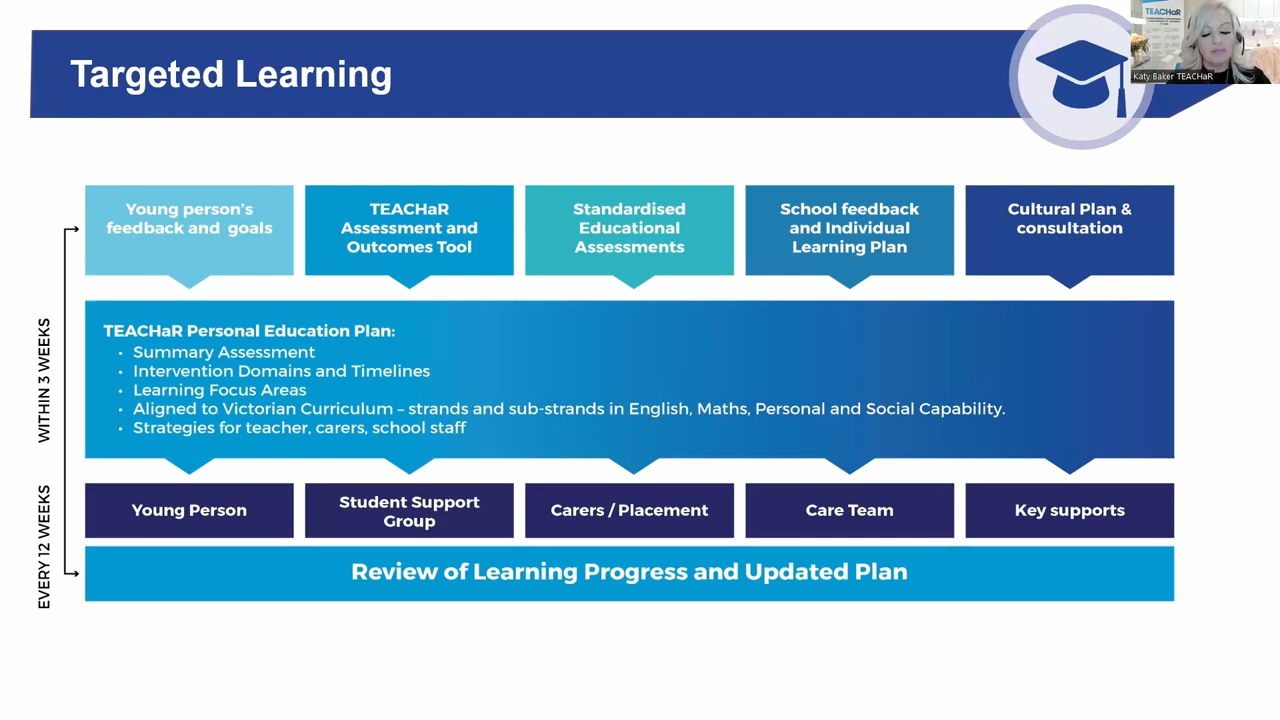 Targeted Learning
TEACHaR
Katy Baker TEACHaR
Young person's
feedback and goals
TEACHaR
Assessment and
Outcomes Tool
Standardised
Educational
Assessments
School feedback
and Individual
Learning Plan
Cultural Plan &
consultation
WITHIN 3 WEEKS
TEACHaR Personal Education Plan:
• Summary Assessment
• Intervention Domains and Timelines
• Learning Focus Areas
• Aligned to Victorian Curriculum – strands and sub-strands in English, Maths, Personal and Social Capability.
• Strategies for teacher, carers, school staff
EVERY 12 WEEKS
Young Person
Student Support
Group
Carers / Placement
Care Team
Key supports
Review of Learning Progress and Updated Plan